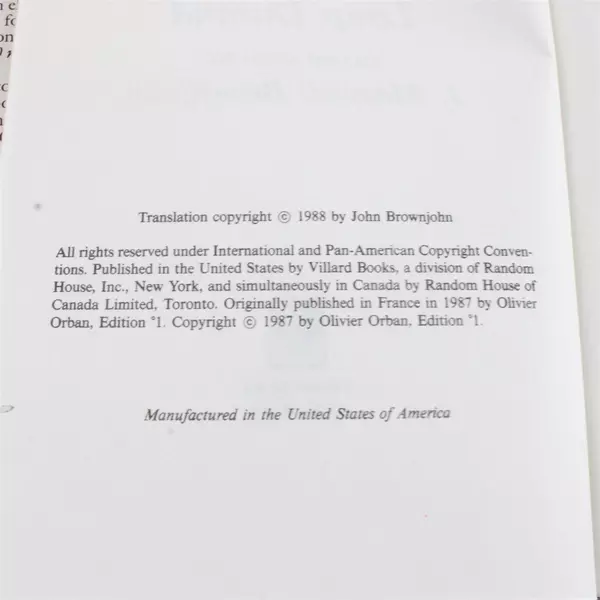 Translation copyright © 1988 by John Brownjohn
All rights reserved under International and Pan-American Copyright Conven-
tions. Published in the United States by Villard Books, a division of Random
House, Inc., New York, and simultaneously in Canada by Random House of
Canada Limited, Toronto. Originally published in France in 1987 by Olivier
Orban, Edition °1. Copyright © 1987 by Olivier Orban, Edition °1.
Manufactured in the United States of America